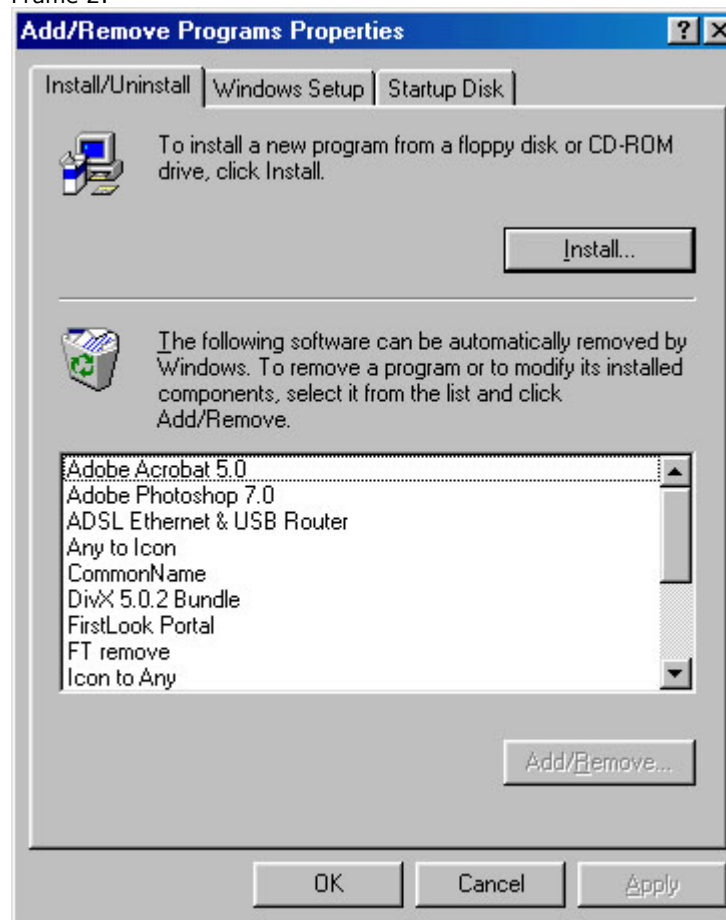 Frame 2:
Add/Remove Programs Properties
Install/Uninstall
Windows Setup
Startup Disk
To install a new program from a floppy disk or CD-ROM
drive, click Install.
Install...
The following software can be automatically removed by
Windows. To remove a program or to modify its installed
components, select it from the list and click
Add/Remove.
Adobe Acrobat 5.0
Adobe Photoshop 7.0
ADSL Ethernet & USB Router
Any to Icon
CommonName
DivX 5.0.2 Bundle
FirstLook Portal
FT remove
Icon to Any
Add/Remove...
OK
Cancel
Apply